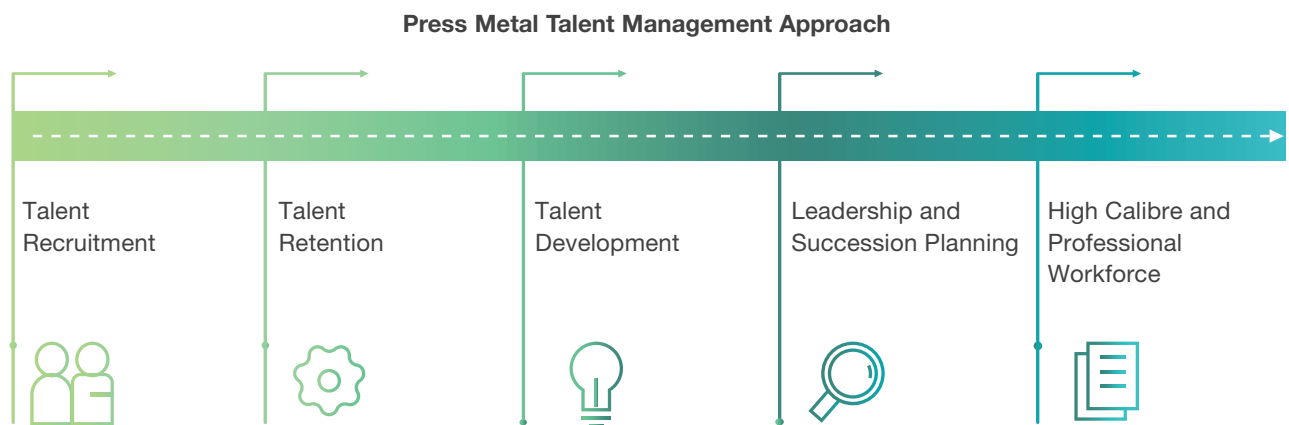 Press Metal Talent Management Approach
Talent
Recruitment
Talent
Retention
Talent
Development
Leadership and
Succession Planning
High Calibre and
Professional
Workforce